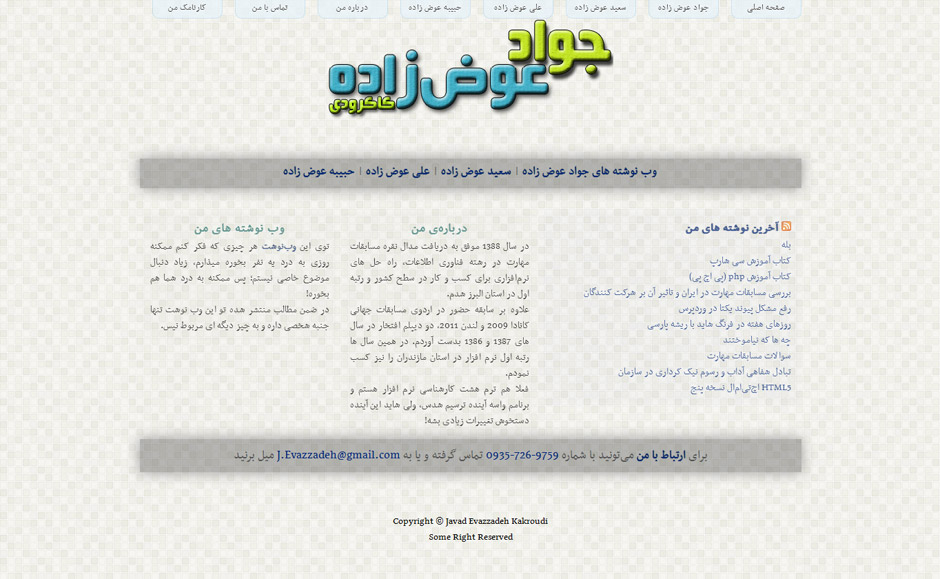 صفحه اصلی
جواد عوض زاده
سعید عوض زاده
علی عوض زاده
حبیبه عوض زاده
درباره من
تماس با من
کارنامک من
جواد
عوض‌زاده
کاکرودی
وب نوشته های جواد عوض زاده | سعید عوض زاده | علی عوض زاده | حبیبه عوض زاده
آخرین نوشته های من
بله
کتاب آموزش سی هارپ
کتاب آموزش php (پی اچ پی)
بررسی مسابقات مهارت در ایران و تاثیر آن بر هرکت کنندگان
رفع مشکل پیوند یکتا در وردپرس
روزهای هفته در فرنگ هاید با ریشه پارسی
چه ها که نیاموختند
سوالات مسابقات مهارت
تبادل هفاهی آداب و رسوم نیک کرداری در سازمان
HTML5 اچ‌تی‌ام‌ال نسخه پنج
درباره‌ی من
در سال 1388 موفق به دریافت مدال نقره مسابقات
مهارت در رهته فناوری اطلاعات، راه حل های
نرم‌افزاری برای کسب و کار در سطح کشور و رتبه
اول در استان البرز هدم.
علاوه بر سابقه حضور در اردوی مسابقات جهانی
کانادا 2009 و لندن 2011، دو دیپلم افتخار در سال
های 1387 و 1386 بدست آوردم. در همین سال ها
رتبه اول نرم افزار در استان مازندران را نیز کسب
نمودم.
فعلا هم ترم هشت کارهناسی نرم افزار هستم و
برنامم واسه آینده ترسیم هدس، ولی هاید این آینده
دستخوش تغییرات زیادی بشه!
وب نوشته های من
توی این وب‌نوهت هر چیزی که فکر کنم ممکنه
روزی به درد یه نفر بخوره میذارم، زیاد دنبال
موضوع خاصی نیستم؛ پس ممکنه به درد شما هم
بخوره!
در ضمن مطالب منتشر هده تو این وب نوهت تنها
جنبه هخصی داره و به چیز دیگه ای مربوط نیس.
برای ارتباط با من می‌تونید با شماره 0935-726-9759 تماس گرفته و یا به J.Evazzadeh@gmail.com میل برنید
Copyright © Javad Evazzadeh Kakroudi
Some Right Reserved